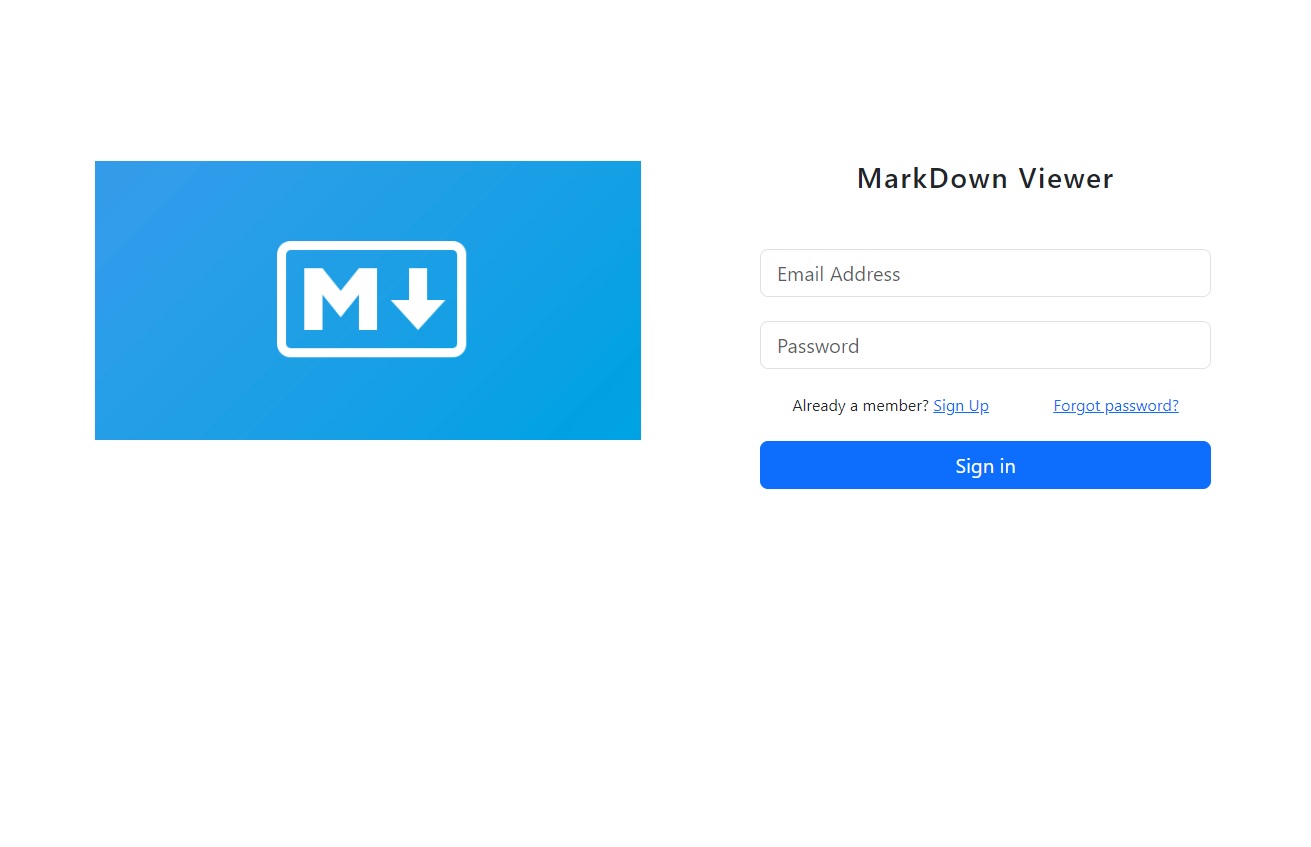 M
MarkDown Viewer
Email Address
Password
Already a member? Sign Up
Forgot password?
Sign in